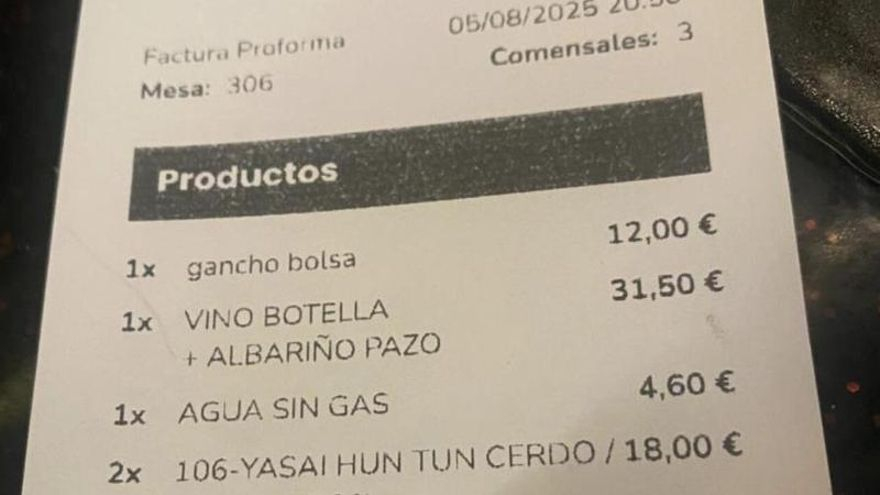 Factura Proforma
05/08/2025
Mesa: 306
Comensales: 3
Productos
1x gancho bolsa 12,00 €
1x VINO BOTELLA 31,50 €
+ ALBARIÑO PAZO
1x AGUA SIN GAS 4,60 €
2x 106-YASAI HUN TUN CERDO / 18,00 €